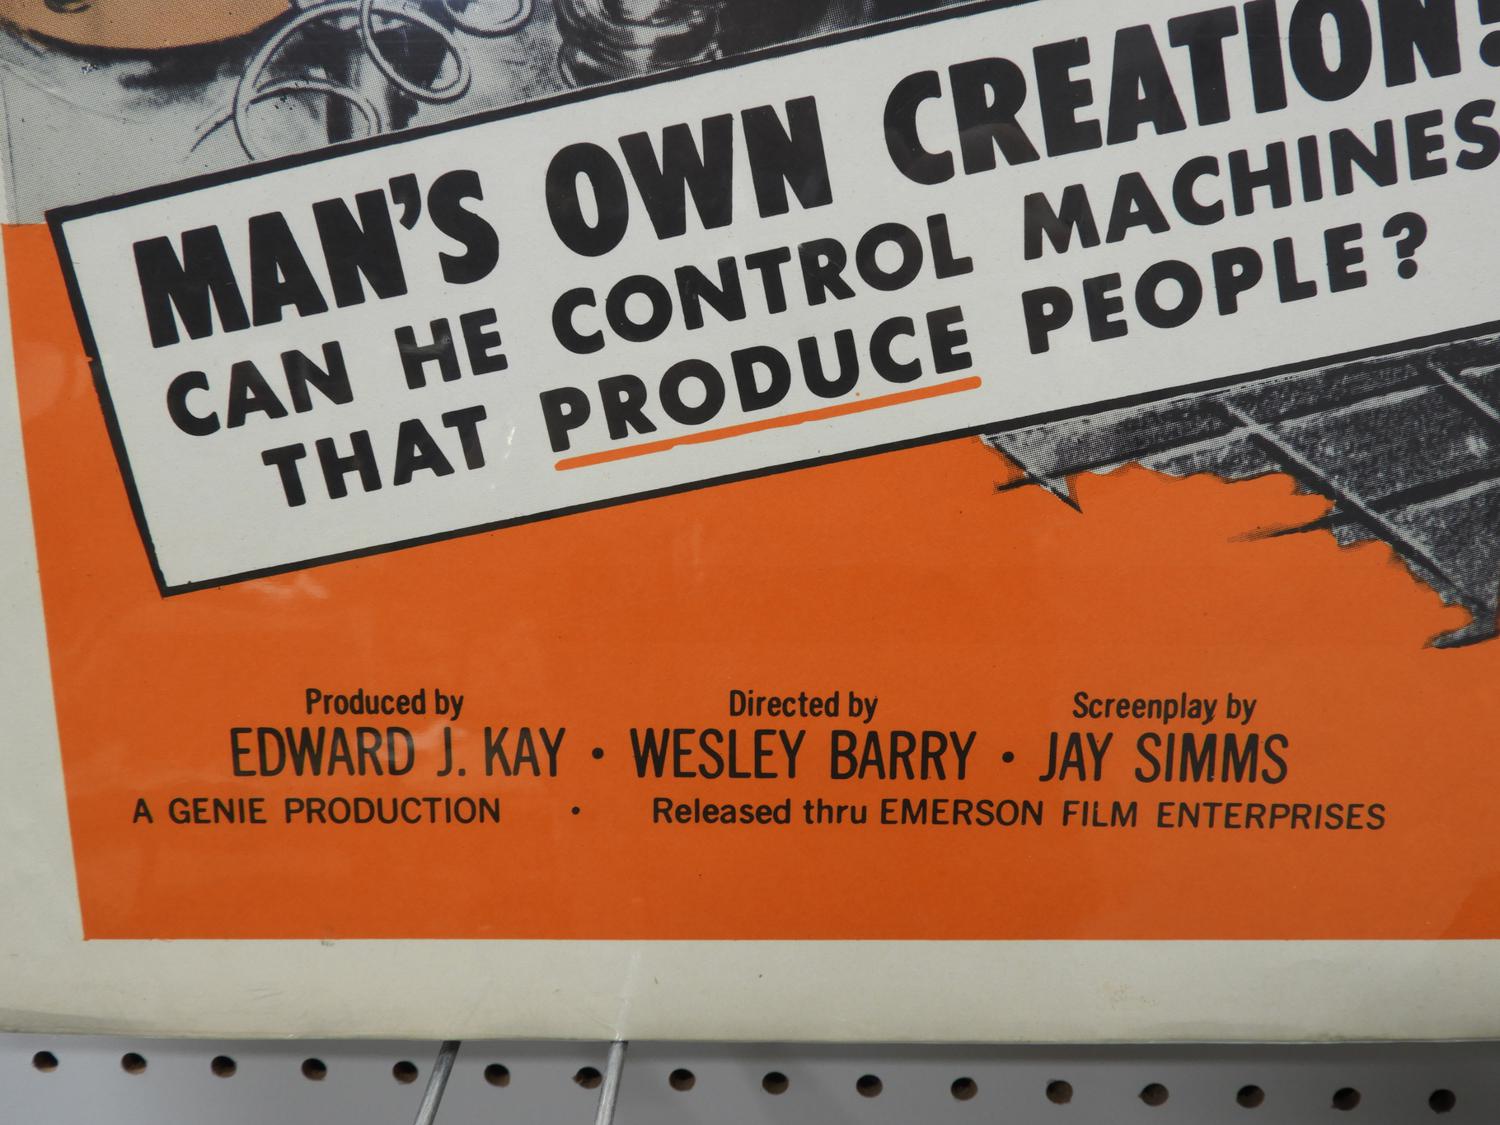 MAN'S OWN CREATION!
CAN HE CONTROL MACHINES
THAT PRODUCE PEOPLE?
Produced by Directed by Screenplay by
EDWARD J. KAY • WESLEY BARRY • JAY SIMMS
A GENIE PRODUCTION • Released thru EMERSON FILM ENTERPRISES